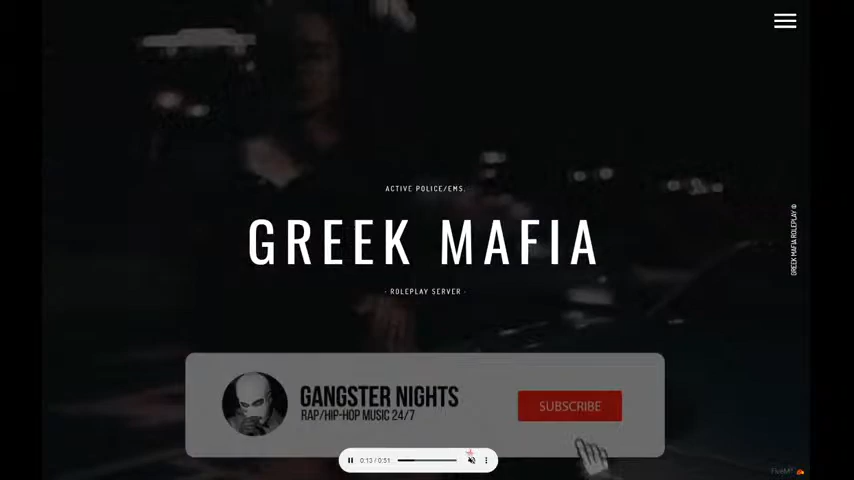 ACTIVE POLICE/EMS.
GREEK MAFIA
- ROLEPLAY SERVER -
GREEK MAFIA ROLEPLAY ©
GANGSTER NIGHTS
RAP/HIP-HOP MUSIC 24/7
SUBSCRIBE
0:13 / 0:51
FiveMT